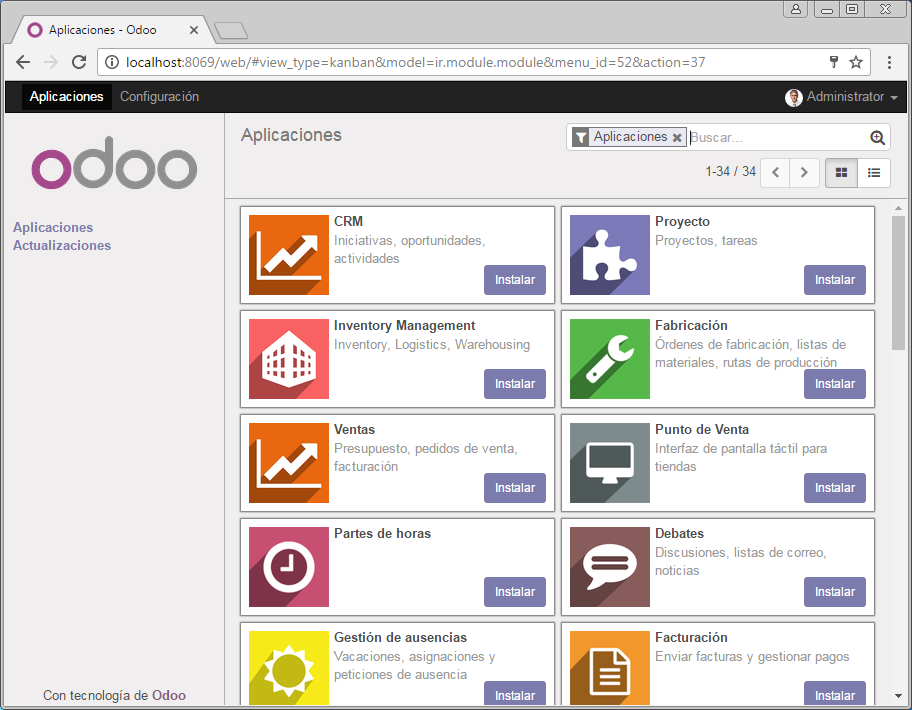 Aplicaciones - Odoo
localhost:8069/web/#view_type=kanban&model=ir.module.module&menu_id=52&action=37
Aplicaciones Configuración Administrator
odoo
Aplicaciones
Actualizaciones
Aplicaciones
Aplicaciones Buscar...
1-34 / 34
CRM
Iniciativas, oportunidades,
actividades
Instalar
Proyecto
Proyectos, tareas
Instalar
Inventory Management
Inventory, Logistics, Warehousing
Instalar
Fabricación
Órdenes de fabricación, listas de
materiales, rutas de producción
Instalar
Ventas
Presupuesto, pedidos de venta,
facturación
Instalar
Punto de Venta
Interfaz de pantalla táctil para
tiendas
Instalar
Partes de horas
Instalar
Debates
Discusiones, listas de correo,
noticias
Instalar
Gestión de ausencias
Vacaciones, asignaciones y
peticiones de ausencia
Instalar
Facturación
Enviar facturas y gestionar pagos
Instalar
Con tecnología de Odoo